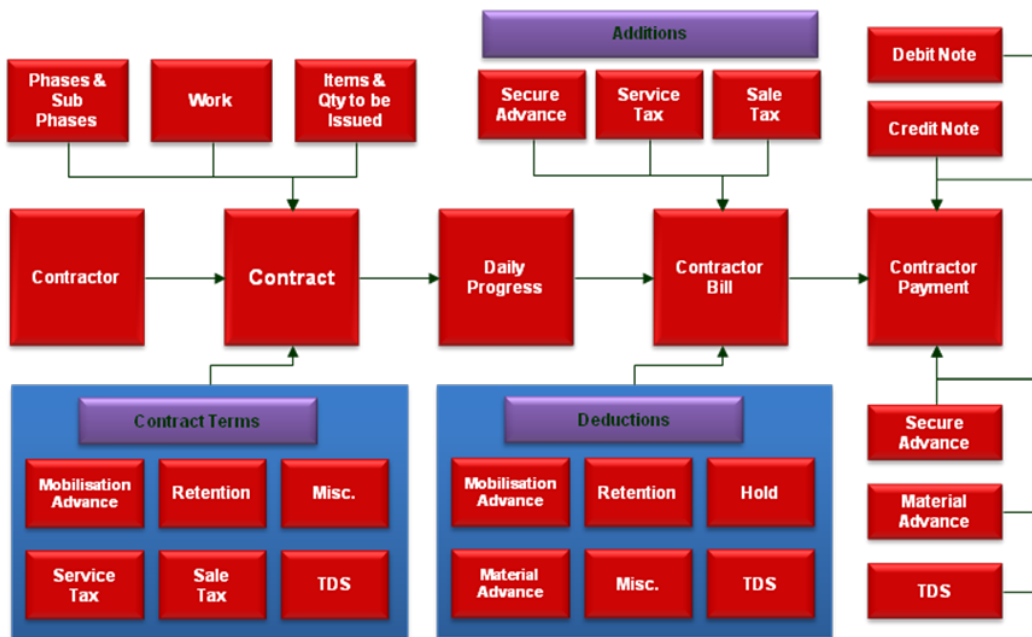 Additions
Debit Note
Phases &
Sub
Phases
Work
Items &
Qty to be
Issued
Secure
Advance
Service
Tax
Sale
Tax
Credit Note
Contractor
Contract
Daily
Progress
Contractor
Bill
Contractor
Payment
Contract Terms
Mobilisation
Advance
Retention
Misc.
Service
Tax
Sale
Tax
TDS
Deductions
Mobilisation
Advance
Retention
Hold
Material
Advance
Misc.
TDS
Secure
Advance
Material
Advance
TDS